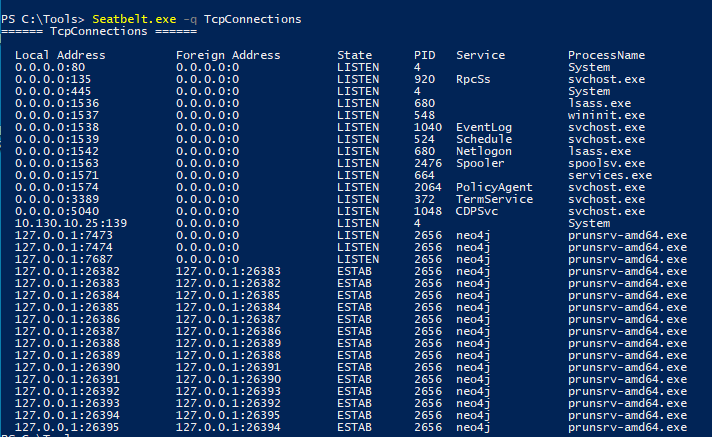 PS C:\Tools> Seatbelt.exe -q TcpConnections
====== TcpConnections ======
Local Address Foreign Address State PID Service ProcessName
0.0.0.0:80 0.0.0.0:0 LISTEN 4 System
0.0.0.0:135 0.0.0.0:0 LISTEN 920 RpcSs svchost.exe
0.0.0.0:445 0.0.0.0:0 LISTEN 4 System
0.0.0.0:1536 0.0.0.0:0 LISTEN 680 lsass.exe
0.0.0.0:1537 0.0.0.0:0 LISTEN 548 wininit.exe
0.0.0.0:1538 0.0.0.0:0 LISTEN 1040 EventLog svchost.exe
0.0.0.0:1539 0.0.0.0:0 LISTEN 524 Schedule svchost.exe
0.0.0.0:1542 0.0.0.0:0 LISTEN 680 Netlogon lsass.exe
0.0.0.0:1563 0.0.0.0:0 LISTEN 2476 Spooler spoolsv.exe
0.0.0.0:1571 0.0.0.0:0 LISTEN 664 services.exe
0.0.0.0:1574 0.0.0.0:0 LISTEN 2064 PolicyAgent svchost.exe
0.0.0.0:3389 0.0.0.0:0 LISTEN 372 TermService svchost.exe
0.0.0.0:5040 0.0.0.0:0 LISTEN 1048 CDPSvc svchost.exe
10.130.10.25:139 0.0.0.0:0 LISTEN 4 System
127.0.0.1:7473 0.0.0.0:0 LISTEN 2656 neo4j prunsrv-amd64.exe
127.0.0.1:7474 0.0.0.0:0 LISTEN 2656 neo4j prunsrv-amd64.exe
127.0.0.1:7687 0.0.0.0:0 LISTEN 2656 neo4j prunsrv-amd64.exe
127.0.0.1:26382 127.0.0.1:26383 ESTAB 2656 neo4j prunsrv-amd64.exe
127.0.0.1:26383 127.0.0.1:26382 ESTAB 2656 neo4j prunsrv-amd64.exe
127.0.0.1:26384 127.0.0.1:26385 ESTAB 2656 neo4j prunsrv-amd64.exe
127.0.0.1:26385 127.0.0.1:26384 ESTAB 2656 neo4j prunsrv-amd64.exe
127.0.0.1:26386 127.0.0.1:26387 ESTAB 2656 neo4j prunsrv-amd64.exe
127.0.0.1:26387 127.0.0.1:26386 ESTAB 2656 neo4j prunsrv-amd64.exe
127.0.0.1:26388 127.0.0.1:26389 ESTAB 2656 neo4j prunsrv-amd64.exe
127.0.0.1:26389 127.0.0.1:26388 ESTAB 2656 neo4j prunsrv-amd64.exe
127.0.0.1:26390 127.0.0.1:26391 ESTAB 2656 neo4j prunsrv-amd64.exe
127.0.0.1:26391 127.0.0.1:26390 ESTAB 2656 neo4j prunsrv-amd64.exe
127.0.0.1:26392 127.0.0.1:26393 ESTAB 2656 neo4j prunsrv-amd64.exe
127.0.0.1:26393 127.0.0.1:26392 ESTAB 2656 neo4j prunsrv-amd64.exe
127.0.0.1:26394 127.0.0.1:26395 ESTAB 2656 neo4j prunsrv-amd64.exe
127.0.0.1:26395 127.0.0.1:26394 ESTAB 2656 neo4j prunsrv-amd64.exe